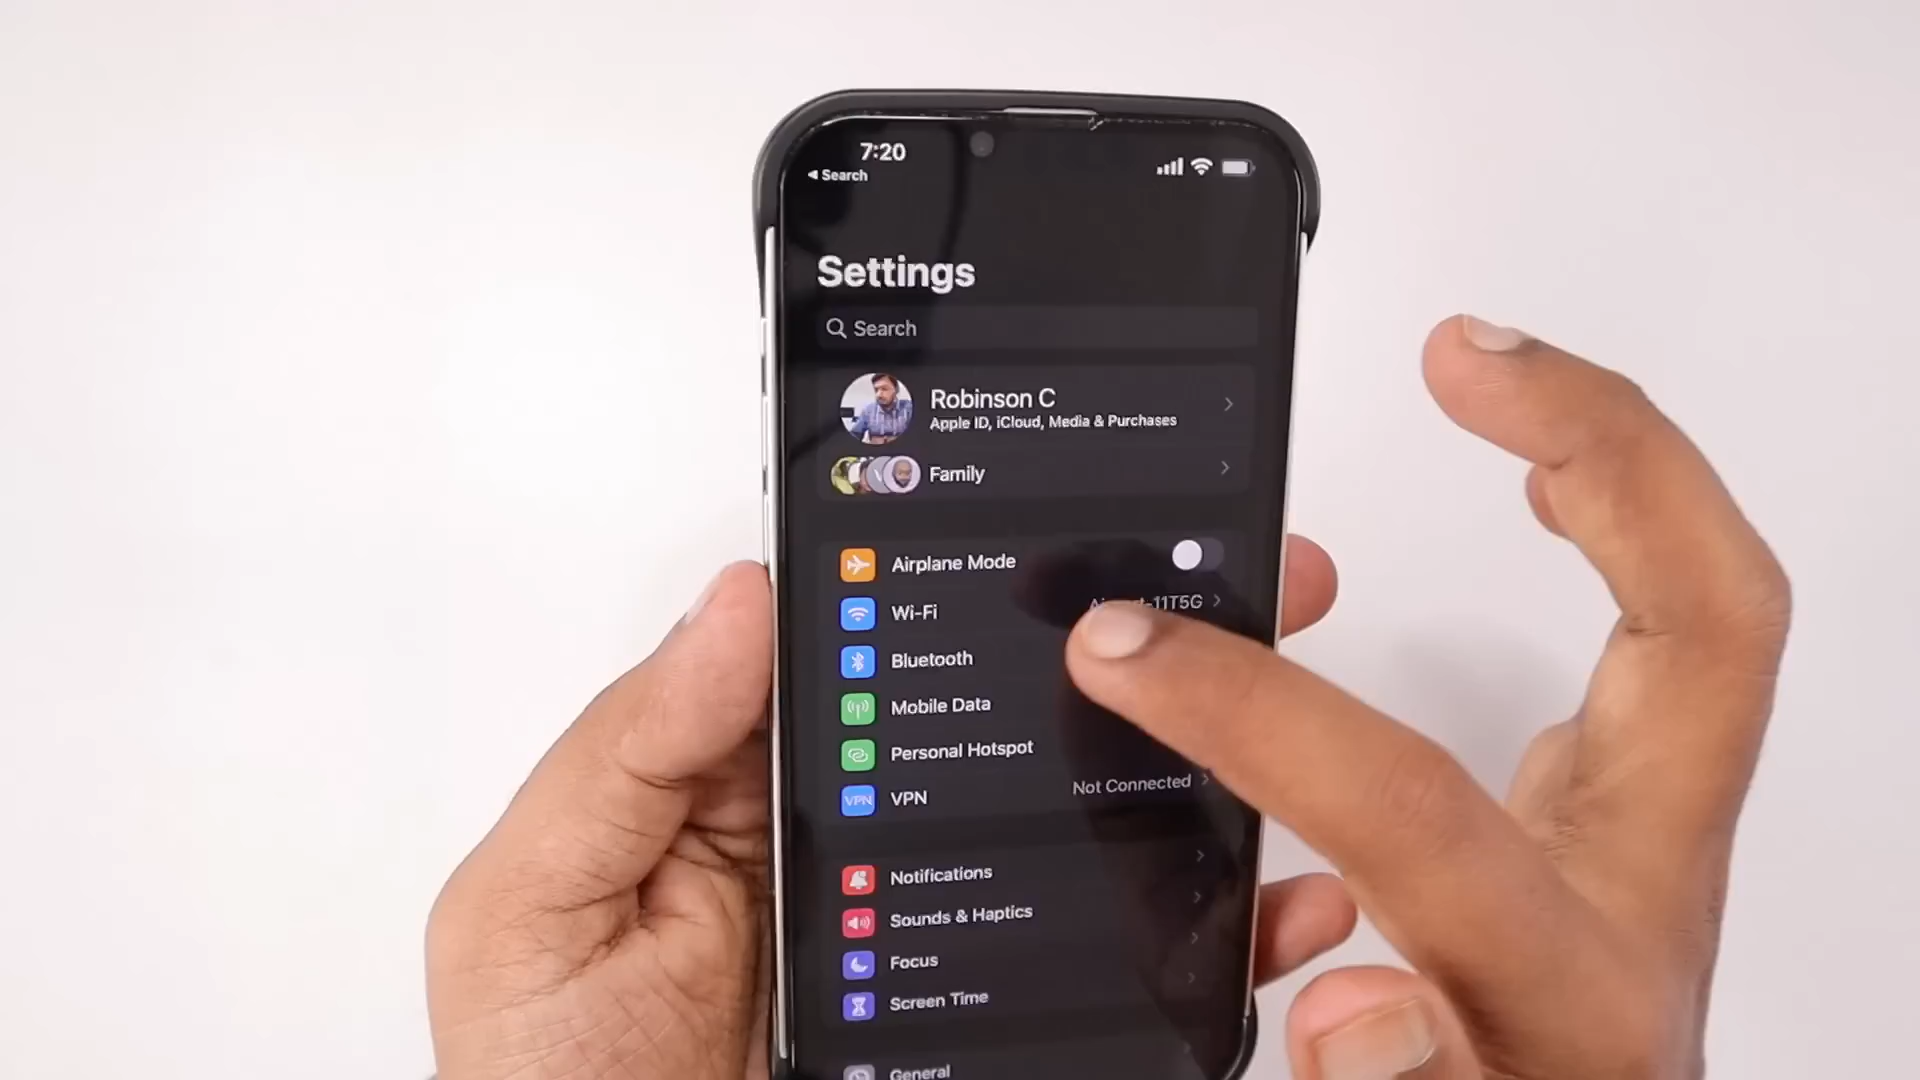 7:20
Search
Settings
Search
Robinson C
Apple ID, iCloud, Media & Purchases
Family
Airplane Mode
Wi-Fi
Bluetooth
Mobile Data
Personal Hotspot
VPN VPN Not Connected
Notifications
Sounds & Haptics
Focus
Screen Time
General